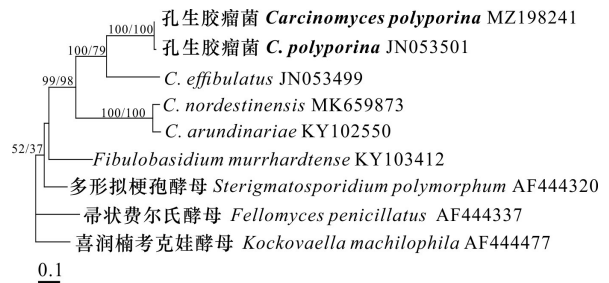 100/100
孔生胶瘤菌 Carcinomyces polyporina MZ198241
100/79
孔生胶瘤菌 C. polyporina JN053501
99/98
C. effibulatus JN053499
100/100
C. nordestinensis MK659873
C. arundinariae KY102550
52/37
Fibulobasidium murrhardtense KY103412
多形拟梗孢酵母 Sterigmatosporidium polymorphum AF444320
帚状费尔氏酵母 Fellomyces penicillatus AF444337
喜润楠考克娃酵母 Kockovaella machilophila AF444477
0.1